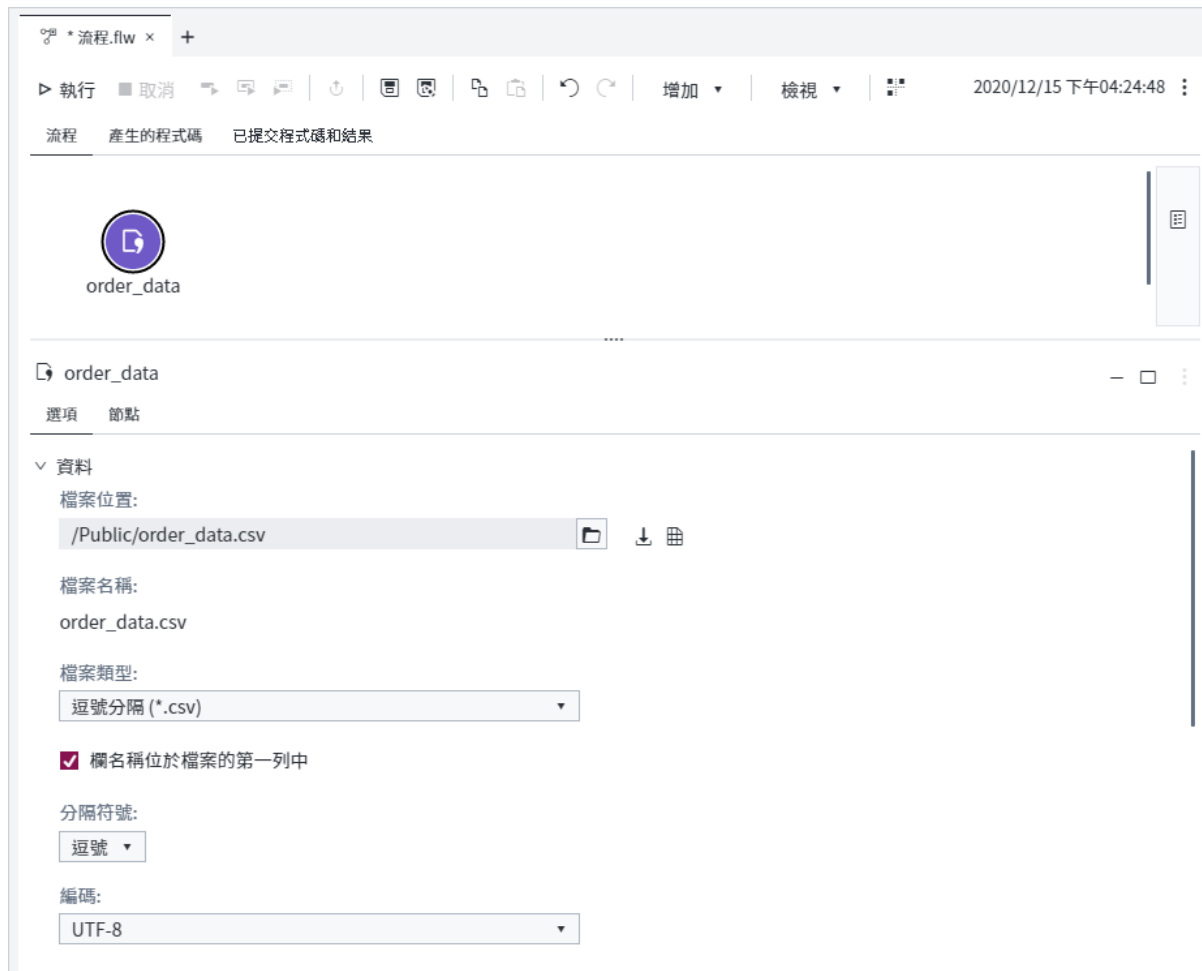 * 流程.flw × +
執行 取消 增加 檢視 2020/12/15 下午04:24:48
流程 產生的程式碼 已提交程式碼和結果
order_data
order_data
選項 節點
資料
檔案位置:
/Public/order_data.csv
檔案名稱:
order_data.csv
檔案類型:
逗號分隔 (*.csv)
欄名稱位於檔案的第一列中
分隔符號:
逗號
編碼:
UTF-8